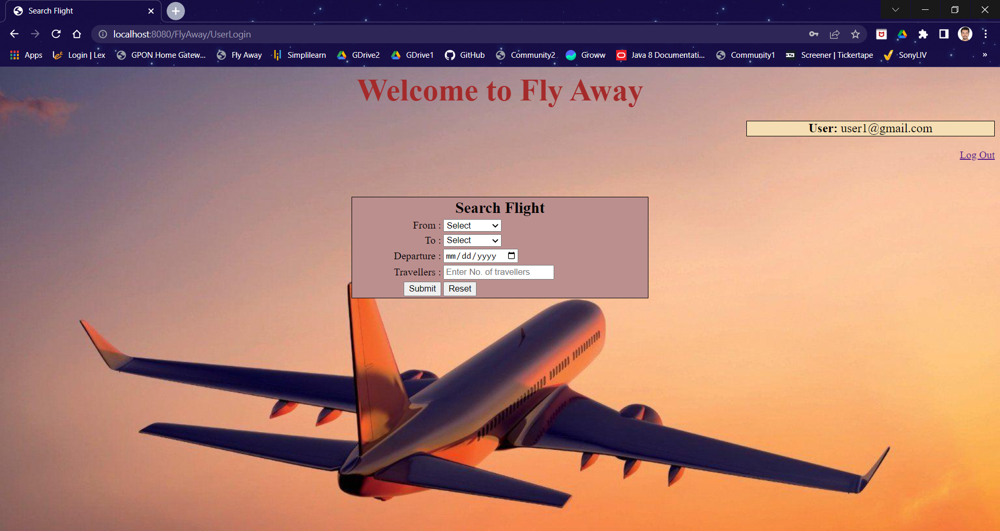 Search Flight
localhost:8080/FlyAway/UserLogin
Apps Login | Lex GPON Home Gatew... Fly Away Simplilearn GDrive2 GDrive1 GitHub Community2 Groww Java 8 Documentati... Community1 Screener | Tickertape SonyLIV »
Welcome to Fly Away
User: user1@gmail.com
Log Out
Search Flight
From : Select
To : Select
Departure : mm/dd/yyyy
Travellers : Enter No. of travellers
Submit Reset